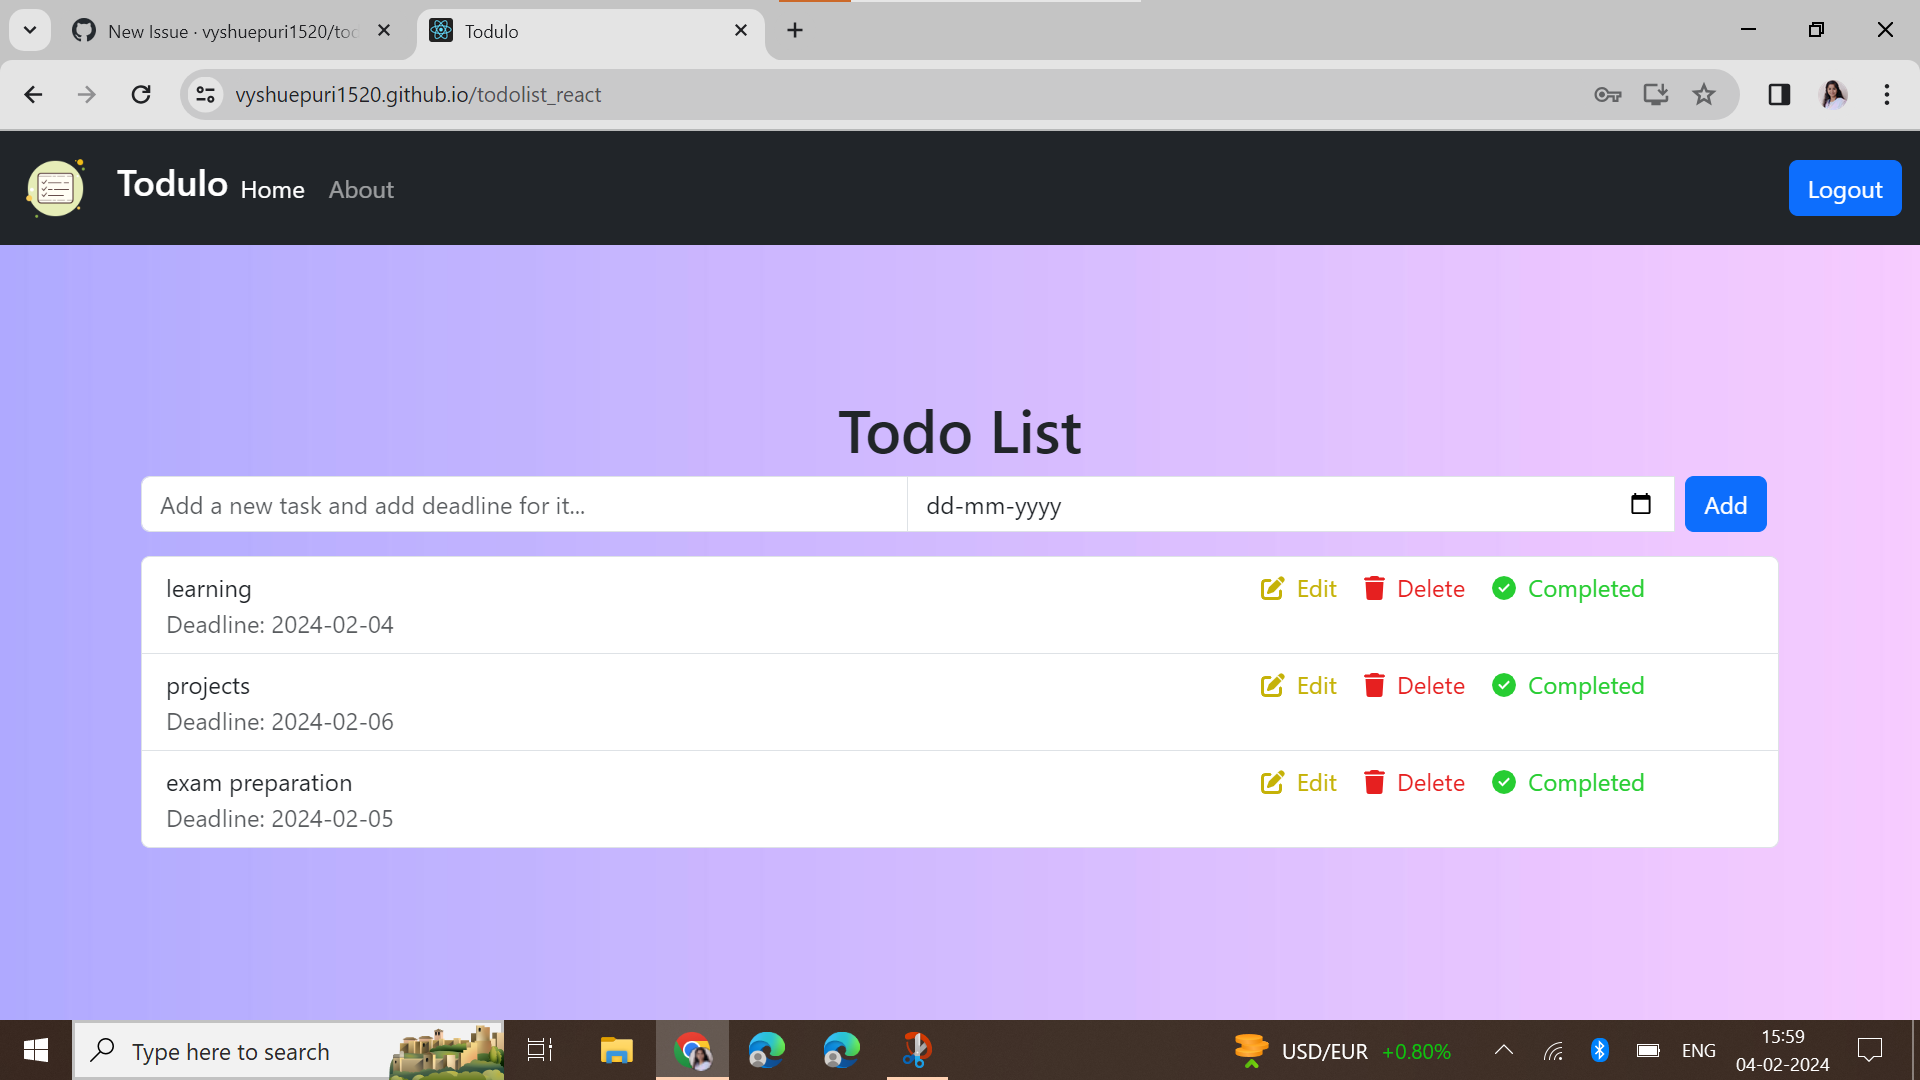 New Issue · vyshuepuri1520/tod
Todulo
vyshuepuri1520.github.io/todolist_react
Todulo Home About
Logout
Todo List
Add a new task and add deadline for it...
dd-mm-yyyy
Add
learning
Edit Delete Completed
Deadline: 2024-02-04
projects
Edit Delete Completed
Deadline: 2024-02-06
exam preparation
Edit Delete Completed
Deadline: 2024-02-05
Type here to search
USD/EUR +0.80%
ENG
15:59
04-02-2024